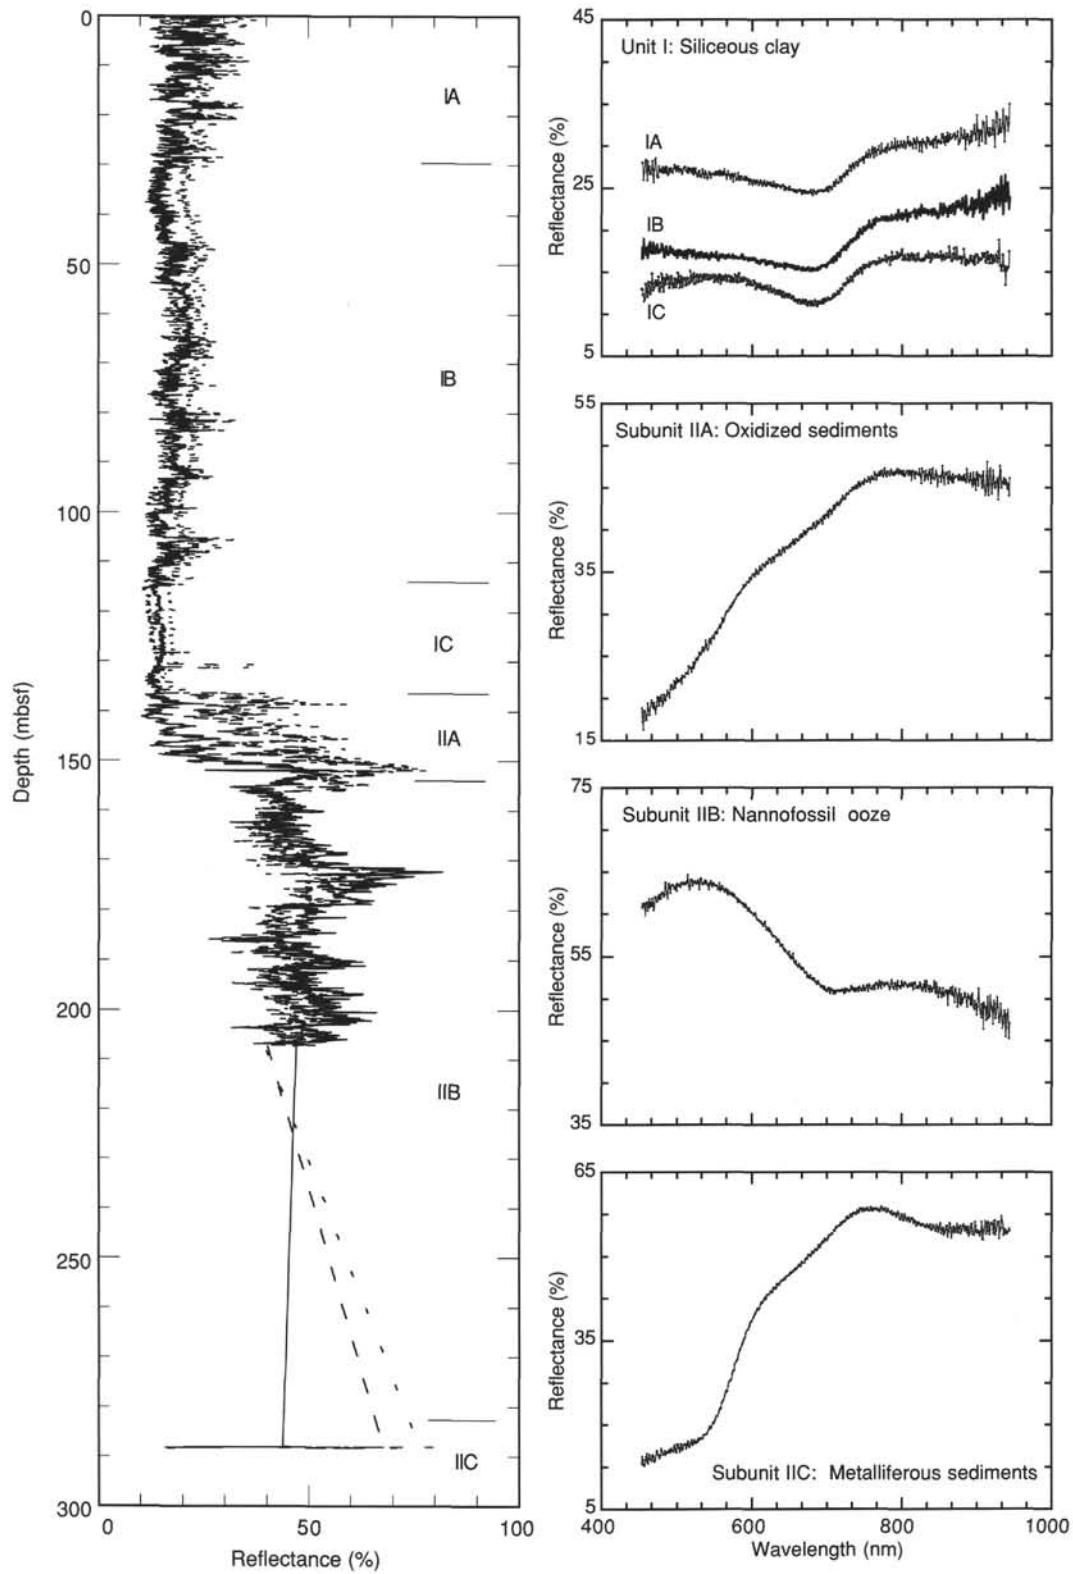 0
50
100
150
200
250
300
Depth (mbsf)
0 50 100
Reflectance (%)
IA
IB
IC
IIA
IIB
IIC
45
25
5
Reflectance (%)
Unit I: Siliceous clay
IA
IB
IC
55
35
15
Reflectance (%)
Subunit IIA: Oxidized sediments
75
55
35
Reflectance (%)
Subunit IIB: Nannofossil ooze
65
35
5
Reflectance (%)
Subunit IIC: Metalliferous sediments
400 600 800 1000
Wavelength (nm)